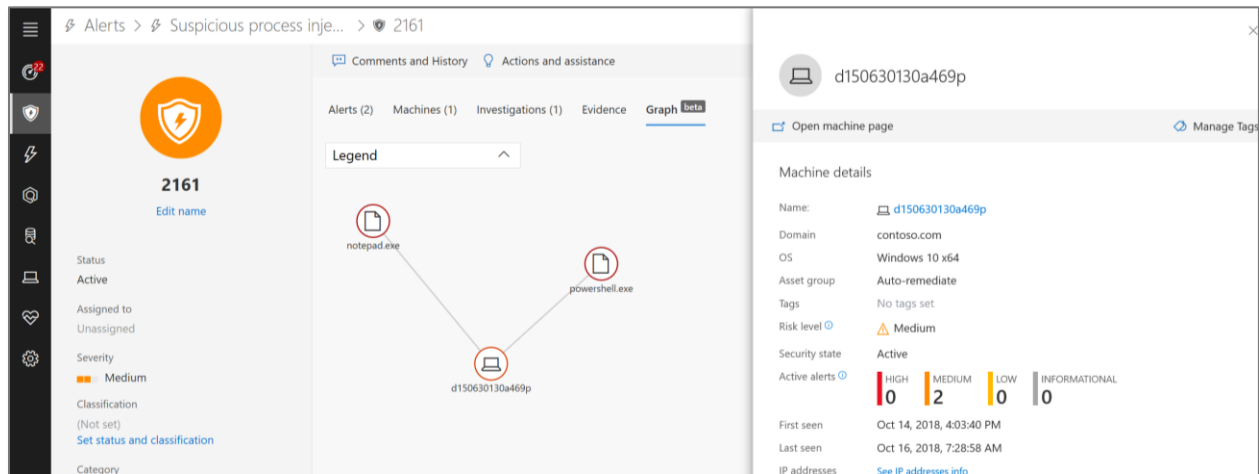 Alerts > Suspicious process inje... > 2161
22
2161
Edit name
Status
Active
Assigned to
Unassigned
Severity
Medium
Classification
(Not set)
Set status and classification
Category
Comments and History Actions and assistance
Alerts (2) Machines (1) Investigations (1) Evidence Graph beta
Legend
notepad.exe
powershell.exe
d150630130a469p
d150630130a469p
Open machine page Manage Tags
Machine details
Name: d150630130a469p
Domain contoso.com
OS Windows 10 x64
Asset group Auto-remediate
Tags No tags set
Risk level Medium
Security state Active
Active alerts HIGH 0 MEDIUM 2 LOW 0 INFORMATIONAL 0
First seen Oct 14, 2018, 4:03:40 PM
Last seen Oct 16, 2018, 7:28:58 AM
IP addresses See IP addresses info